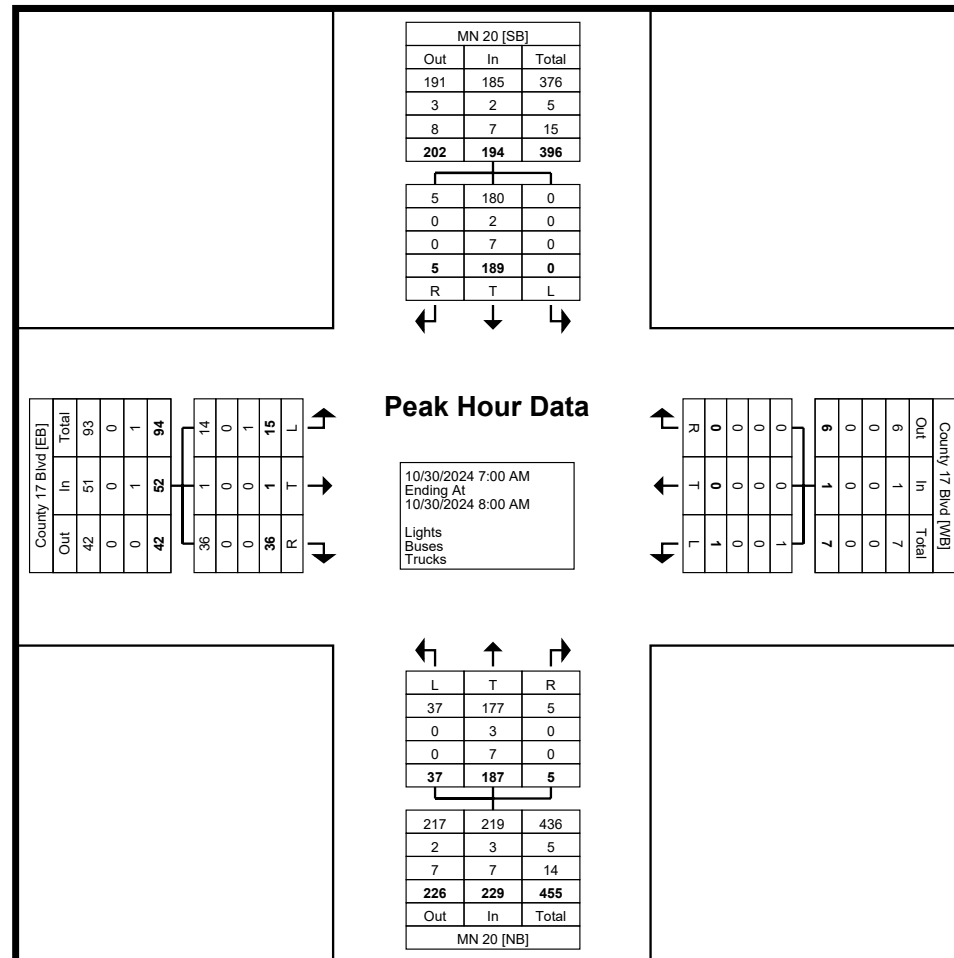 MN 20 [SB]
Out In Total
191 185 376
3 2 5
8 7 15
202 194 396
5 180 0
0 2 0
0 7 0
5 189 0
R T L
Peak Hour Data
10/30/2024 7:00 AM
Ending At
10/30/2024 8:00 AM
Lights
Buses
Trucks
County 17 Blvd [EB]
Out In Total
42 51 93
0 0 0
0 1 1
42 52 94
36 1 14
0 0 0
0 0 1
36 1 15
R T L
County 17 Blvd [WB]
Out In Total
6 1 7
0 0 0
0 0 0
6 1 7
0 0 1
0 0 0
0 0 0
0 0 1
R T L
L T R
37 177 5
0 3 0
0 7 0
37 187 5
217 219 436
2 3 5
7 7 14
226 229 455
Out In Total
MN 20 [NB]